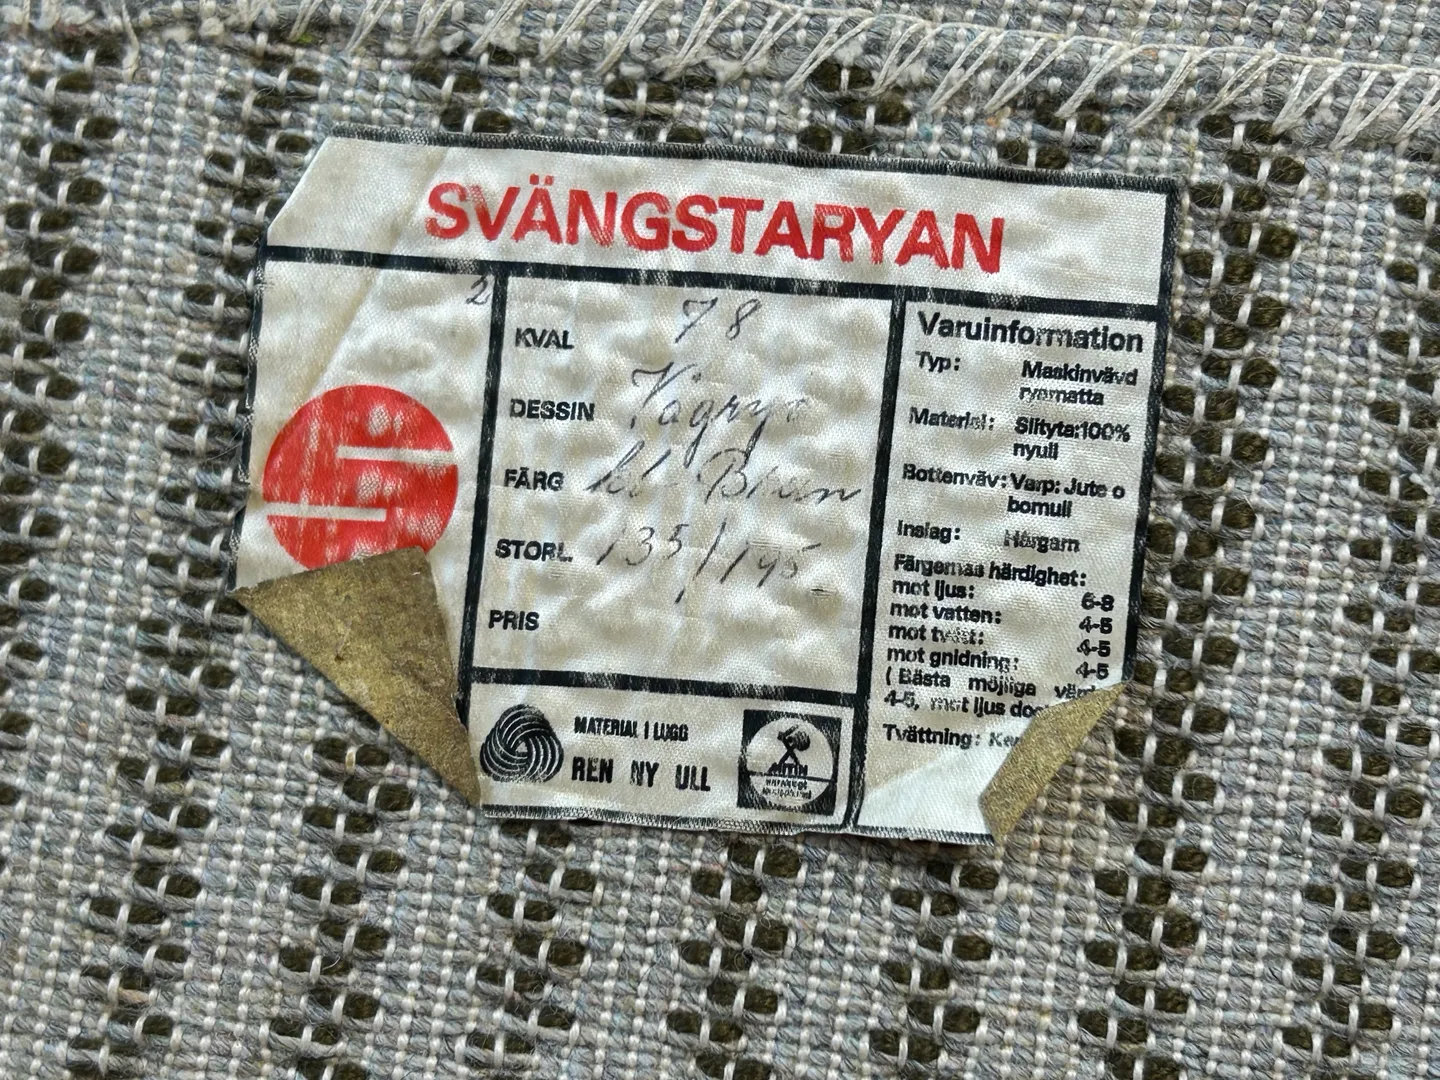 SVÄNGSTARYAN
2
KVAL 78
DESSIN
FÄRG Brun
STORL. 135/195
PRIS
MATERIAL I LUGG
REN NY ULL
MITIN
Varuinformation
Typ: Maskinvävd
ryamatta
Material: Slityta:100%
nyull
Bottenväv: Varp: Jute o
bomull
Inslag: Hårgarn
Färgernas härdighet:
mot ljus: 6-8
mot vatten: 4-5
mot tvätt: 4-5
mot gnidning: 4-5
( Bästa möjliga
4-5, mot ljus
Tvättning: